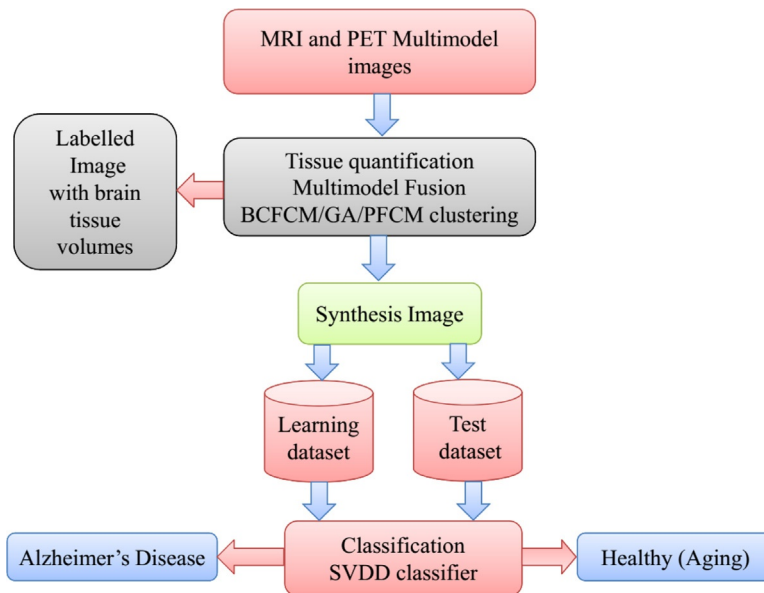 MRI and PET Multimodel
images
Labelled
Image
with brain
tissue
volumes
Tissue quantification
Multimodel Fusion
BCFCM/GA/PFCM clustering
Synthesis Image
Learning
dataset
Test
dataset
Alzheimer's Disease
Classification
SVDD classifier
Healthy (Aging)